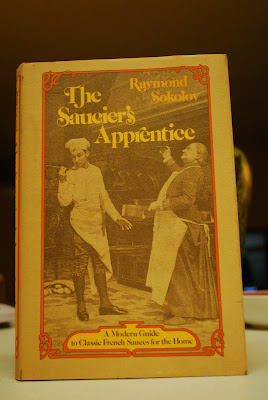 Raymond
Sokolov
The
Saucier's
Apprentice
A Modern Guide
to Classic French Sauces for the Home